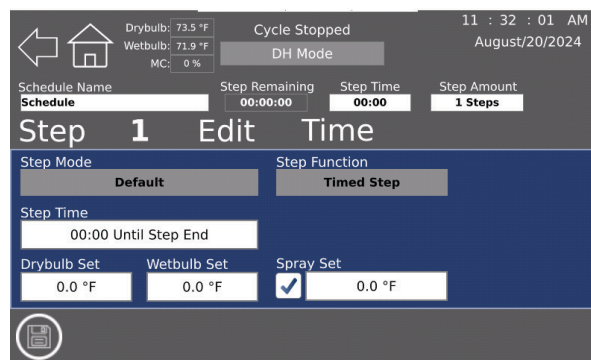 Drybulb: 73.5 °F Cycle Stopped 11 : 32 : 01 AM
Wetbulb: 71.9 °F DH Mode August/20/2024
MC: 0 %
Schedule Name Step Remaining Step Time Step Amount
Schedule 00:00:00 00:00 1 Steps
Step 1 Edit Time
Step Mode Step Function
Default Timed Step
Step Time
00:00 Until Step End
Drybulb Set Wetbulb Set Spray Set
0.0 °F 0.0 °F 0.0 °F